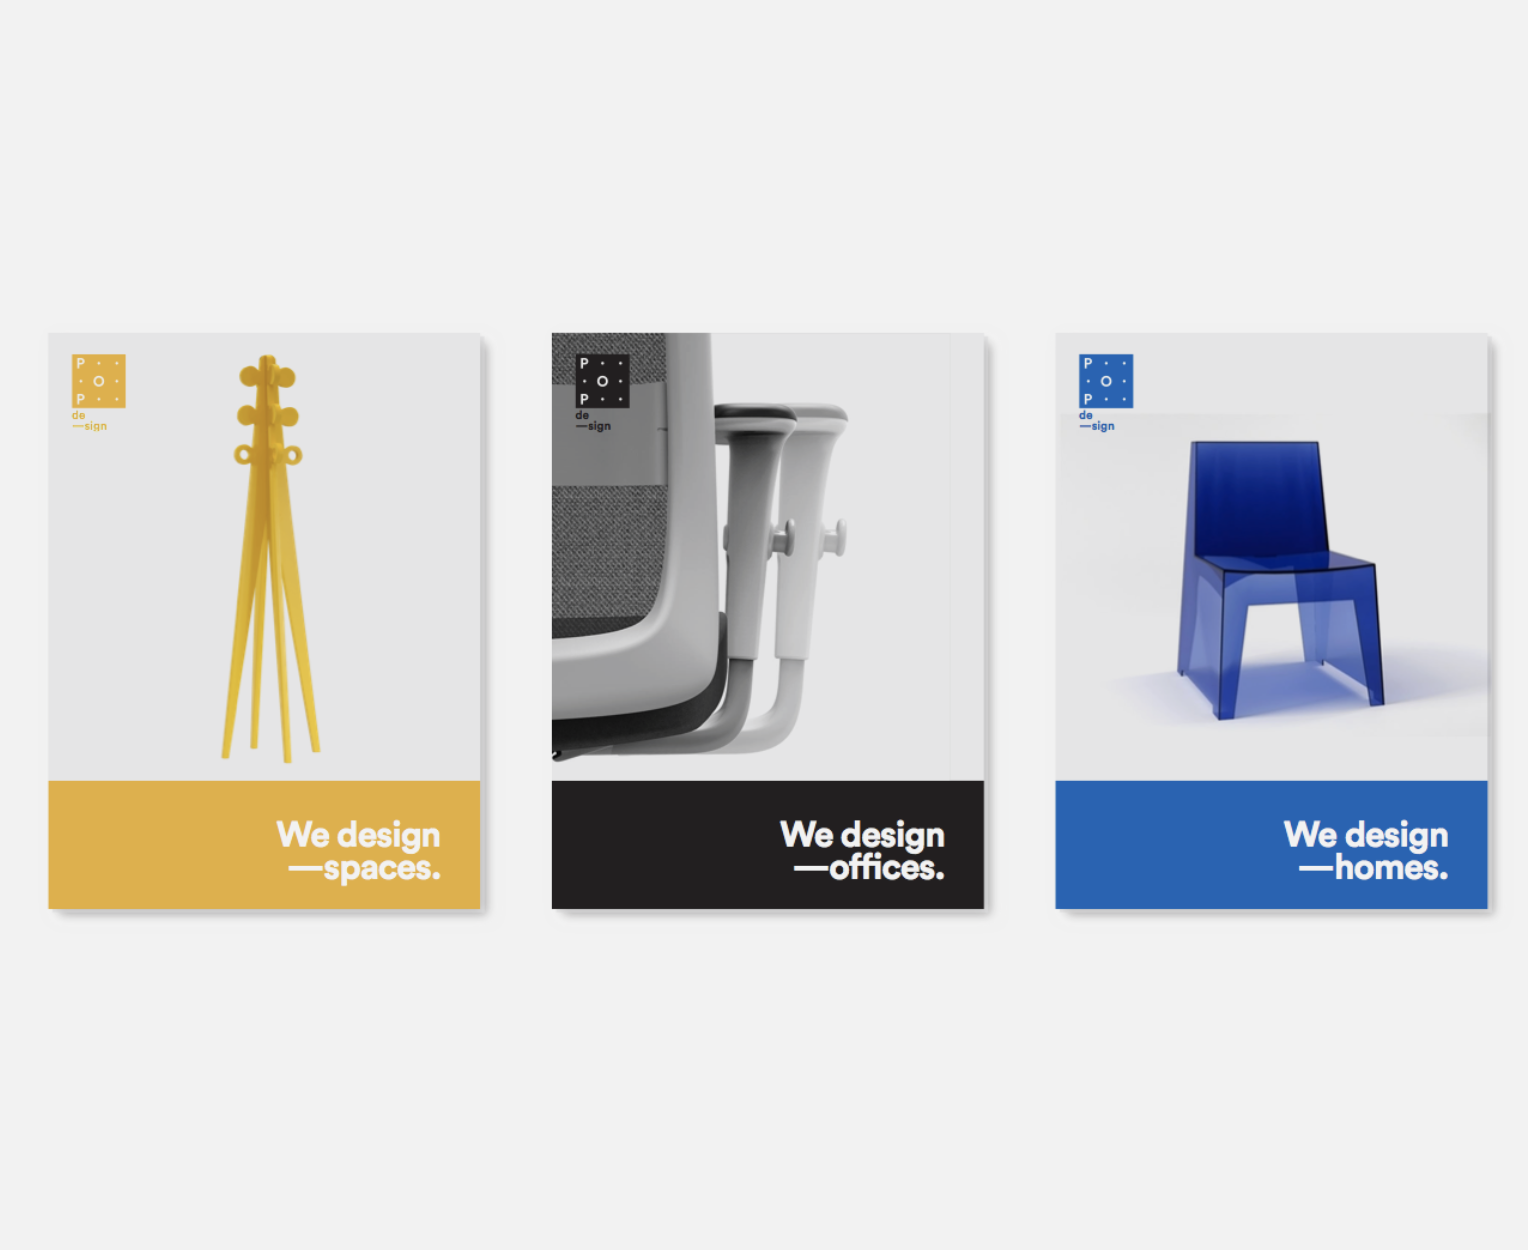 P
O
P
de
—sign
We design
—spaces.
P
O
P
de
—sign
We design
—offices.
P
O
P
de
—sign
We design
—homes.